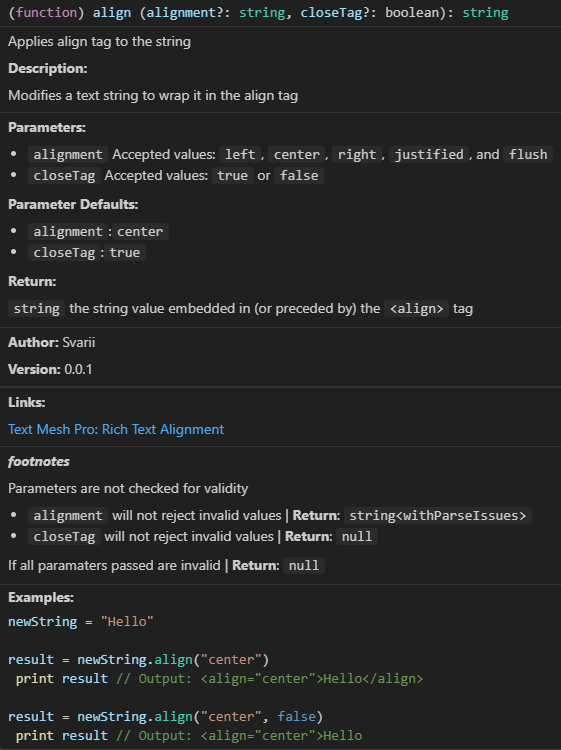 (function) align (alignment?: string, closeTag?: boolean): string
Applies align tag to the string
Description:
Modifies a text string to wrap it in the align tag
Parameters:
• alignment Accepted values: left, center, right, justified, and flush
• closeTag Accepted values: true or false
Parameter Defaults:
• alignment:center
• closeTag:true
Return:
string the string value embedded in (or preceded by) the <align> tag
Author: Svarii
Version: 0.0.1
Links:
Text Mesh Pro: Rich Text Alignment
footnotes
Parameters are not checked for validity
• alignment will not reject invalid values | Return: string<withParseIssues>
• closeTag will not reject invalid values | Return: null
If all paramaters passed are invalid | Return: null
Examples:
newString = "Hello"
result = newString.align("center")
print result // Output: <align="center">Hello</align>
result = newString.align("center", false)
print result // Output: <align="center">Hello